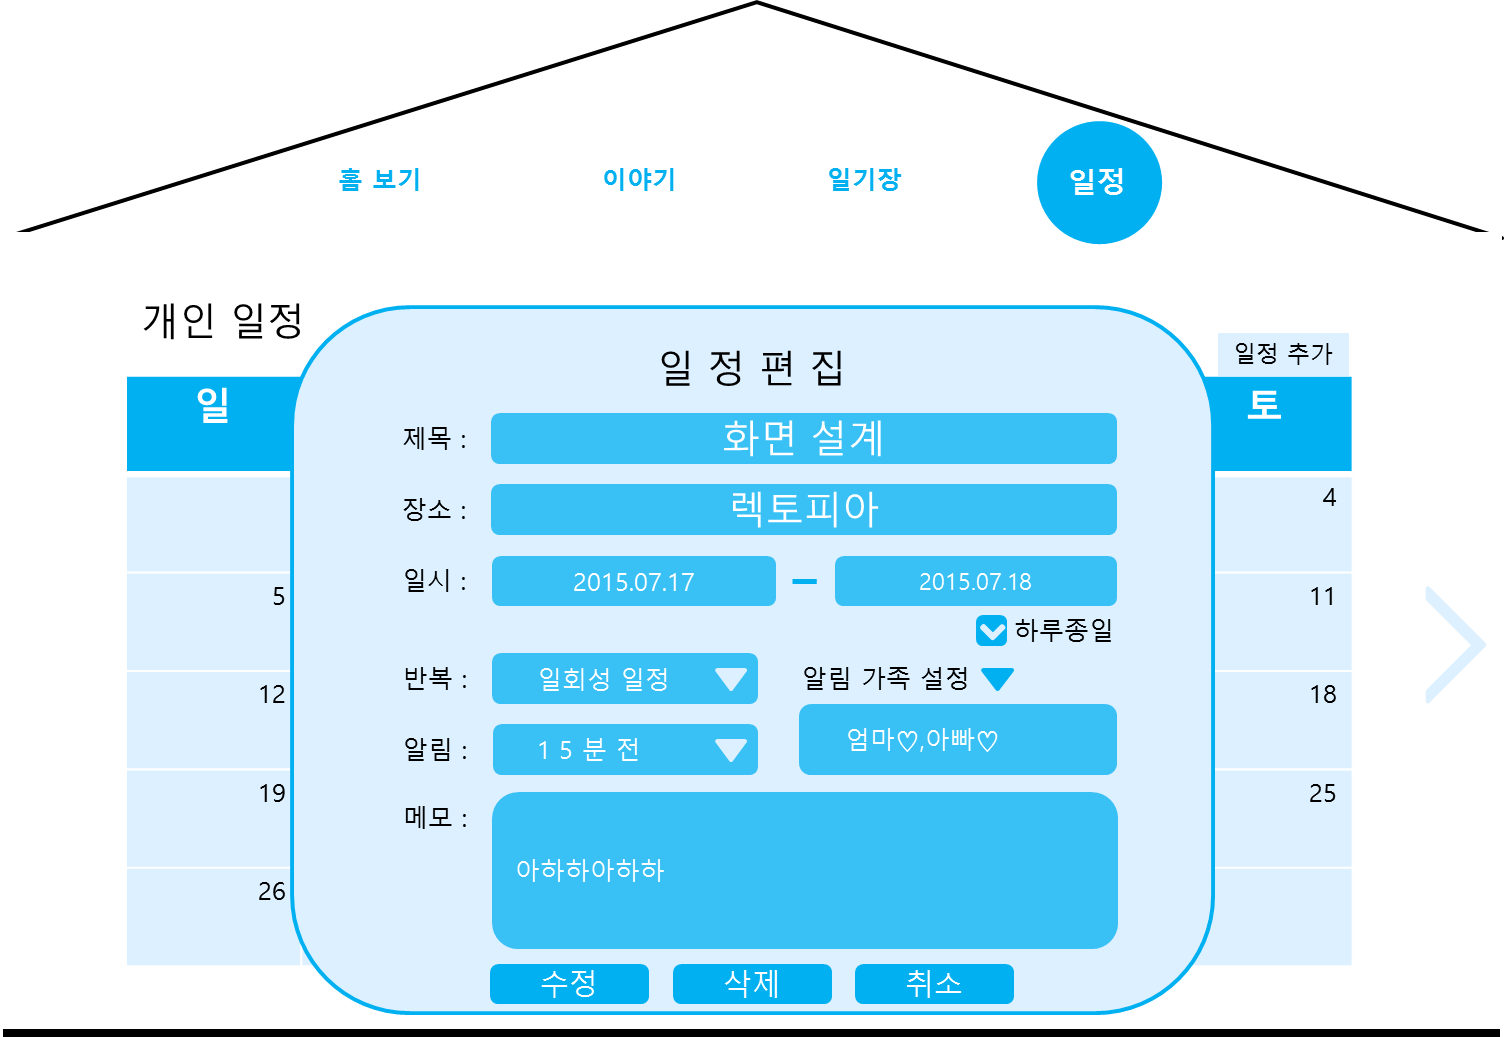 홈 보기
이야기
일기장
일정
개인 일정
일정 추가
일
토
5
12
19
26
4
11
18
25
일 정 편 집
제목 : 화면 설계
장소 : 렉토피아
일시 : 2015.07.17 - 2015.07.18
하루종일
반복 : 일회성 일정
알림 가족 설정
알림 : 1 5 분 전
엄마♡,아빠♡
메모 :
아하하아하하
수정 삭제 취소